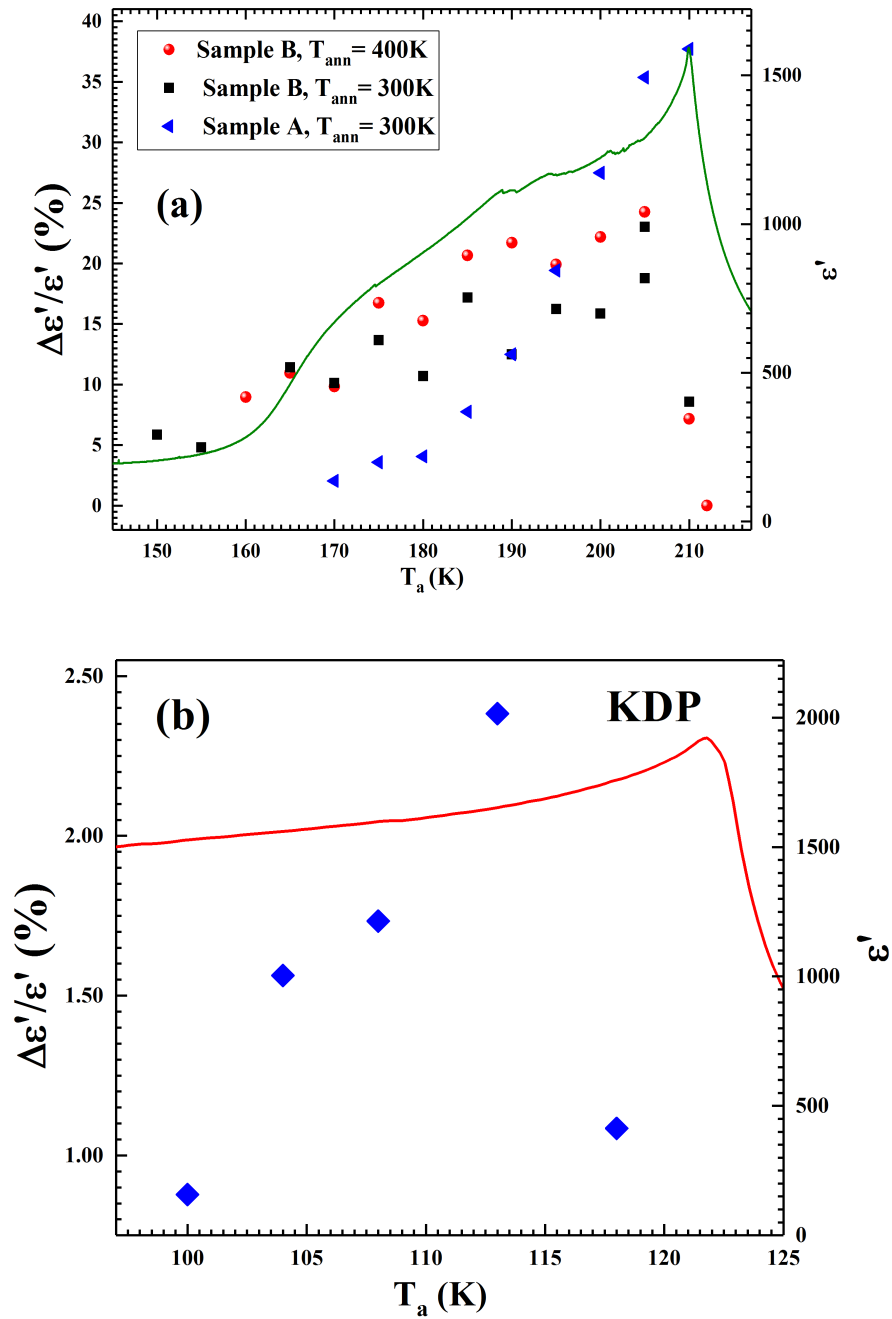 Sample B, T_ann= 400K
Sample B, T_ann= 300K
Sample A, T_ann= 300K
(a)
40
35
30
25
20
15
10
5
0
Δε'/ε' (%)
1500
1000
500
0
ε'
150 160 170 180 190 200 210
T_a (K)
(b)
KDP
2.50
2.00
1.50
1.00
Δε'/ε' (%)
2000
1500
1000
500
0
ε'
100 105 110 115 120 125
T_a (K)